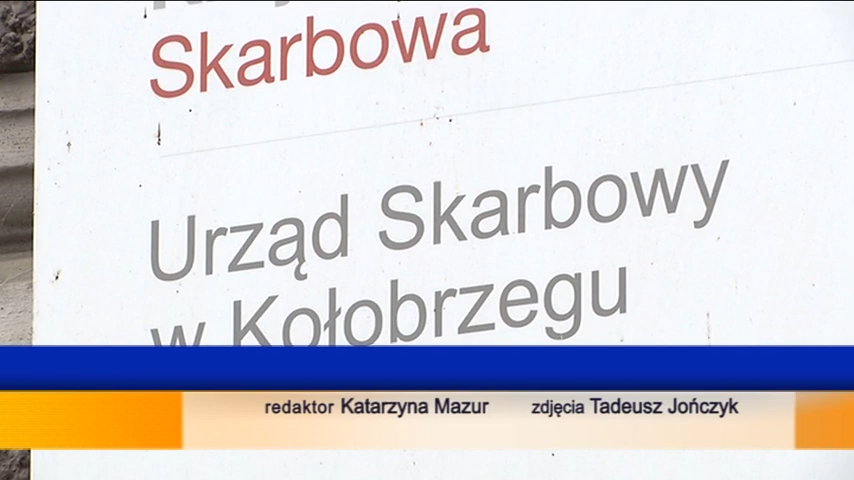 Skarbowa
Urząd Skarbowy
w Kołobrzegu
redaktor Katarzyna Mazur zdjęcia Tadeusz Jończyk